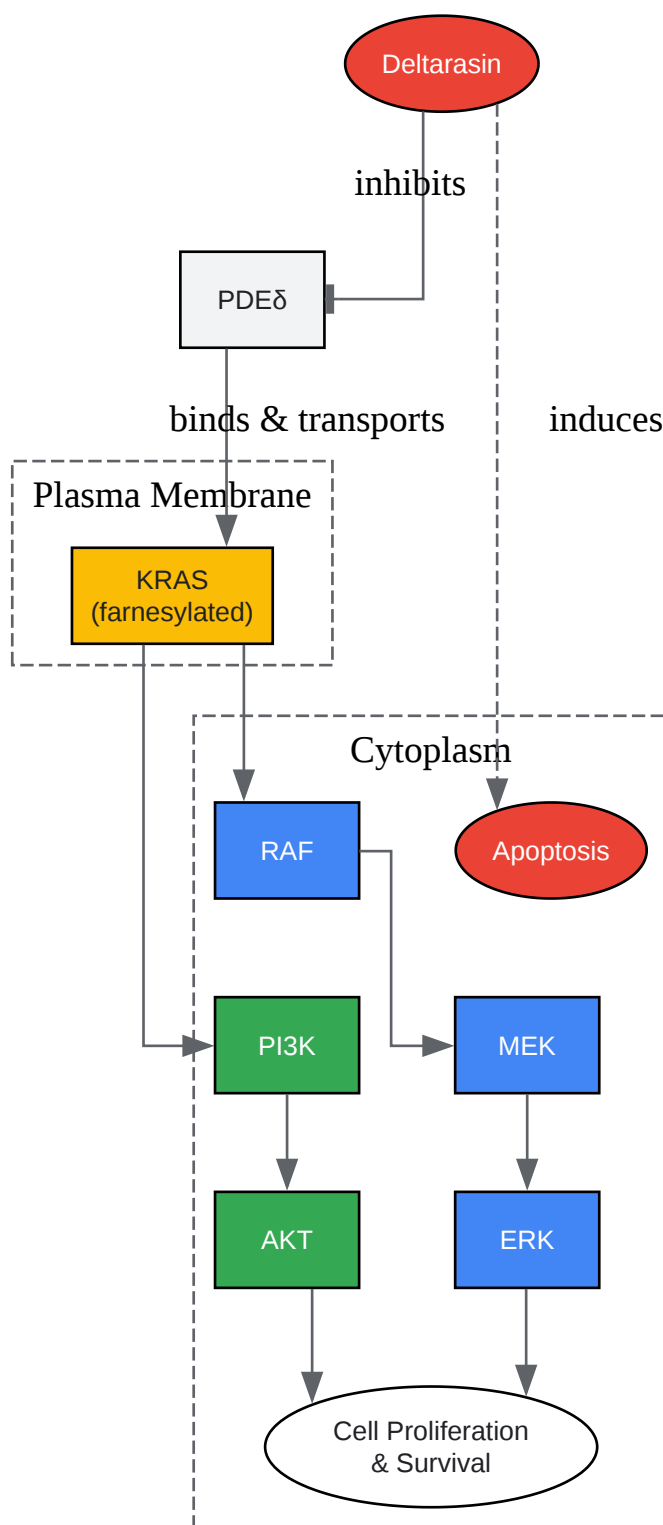 Deltarasin
inhibits
PDEδ
binds & transports
induces
Plasma Membrane
KRAS
(farnesylated)
Cytoplasm
RAF
Apoptosis
PI3K
MEK
AKT
ERK
Cell Proliferation
& Survival